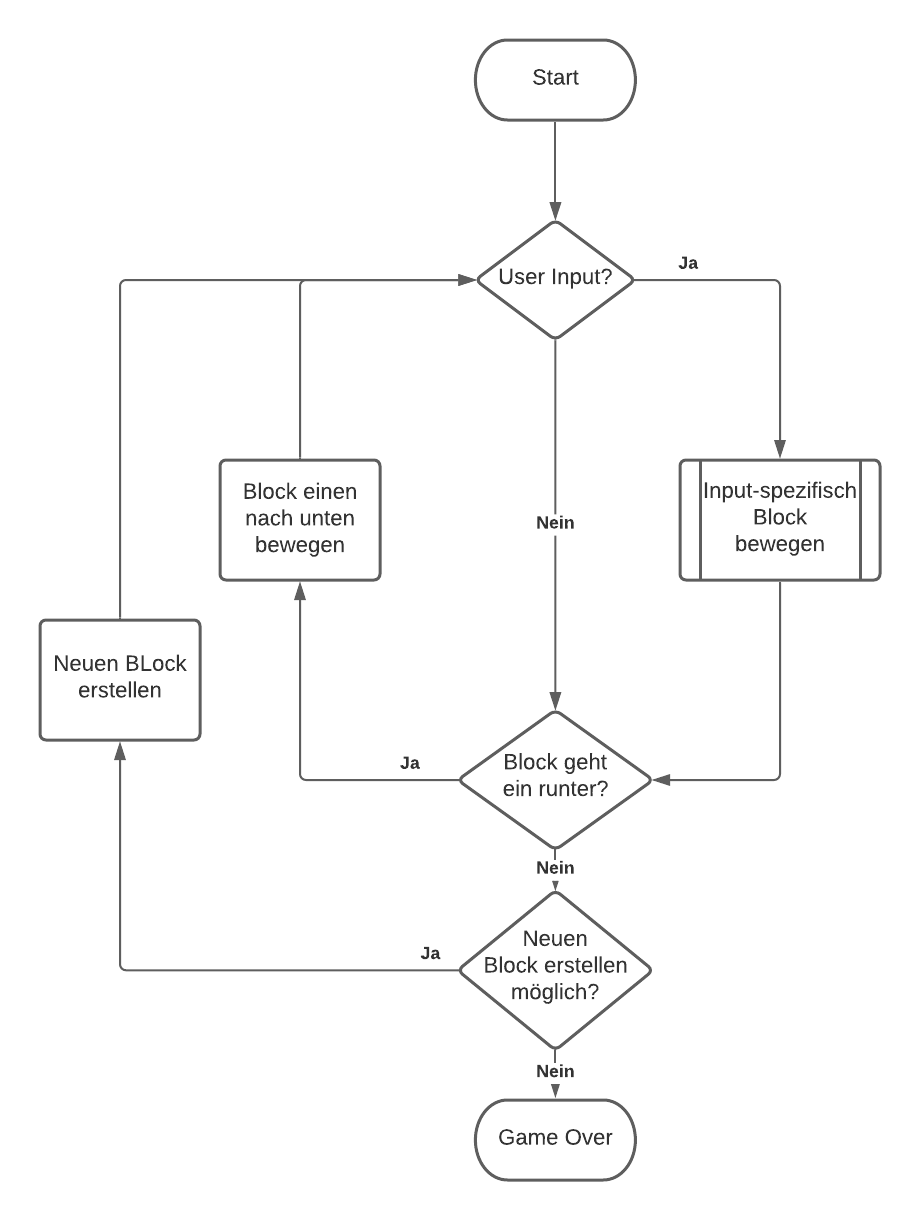 Start
User Input?
Ja
Block einen
nach unten
bewegen
Input-spezifisch
Block
bewegen
Nein
Neuen BLock
erstellen
Ja
Block geht
ein runter?
Nein
Ja
Neuen
Block erstellen
möglich?
Nein
Game Over